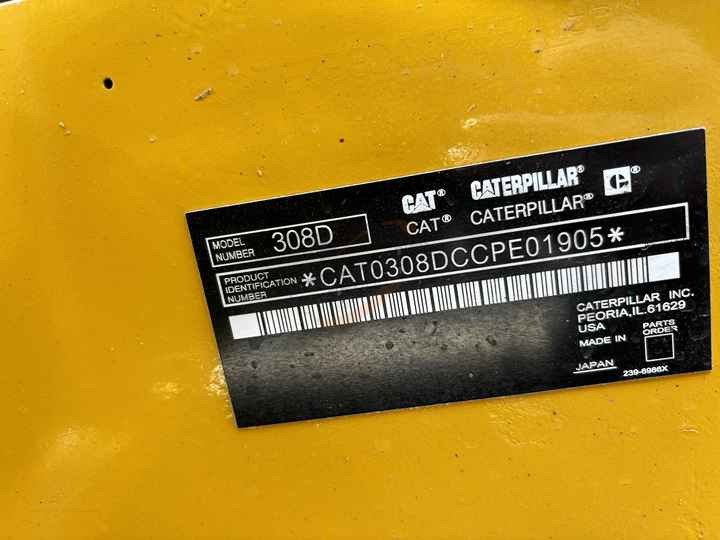 CAT® CATERPILLAR® C®
MODEL NUMBER 308D CAT® CATERPILLAR®
PRODUCT IDENTIFICATION NUMBER *CAT0308DCCPE01905*
CATERPILLAR INC.
PEORIA,IL.61629
USA
PARTS ORDER
MADE IN
JAPAN
239-6986X